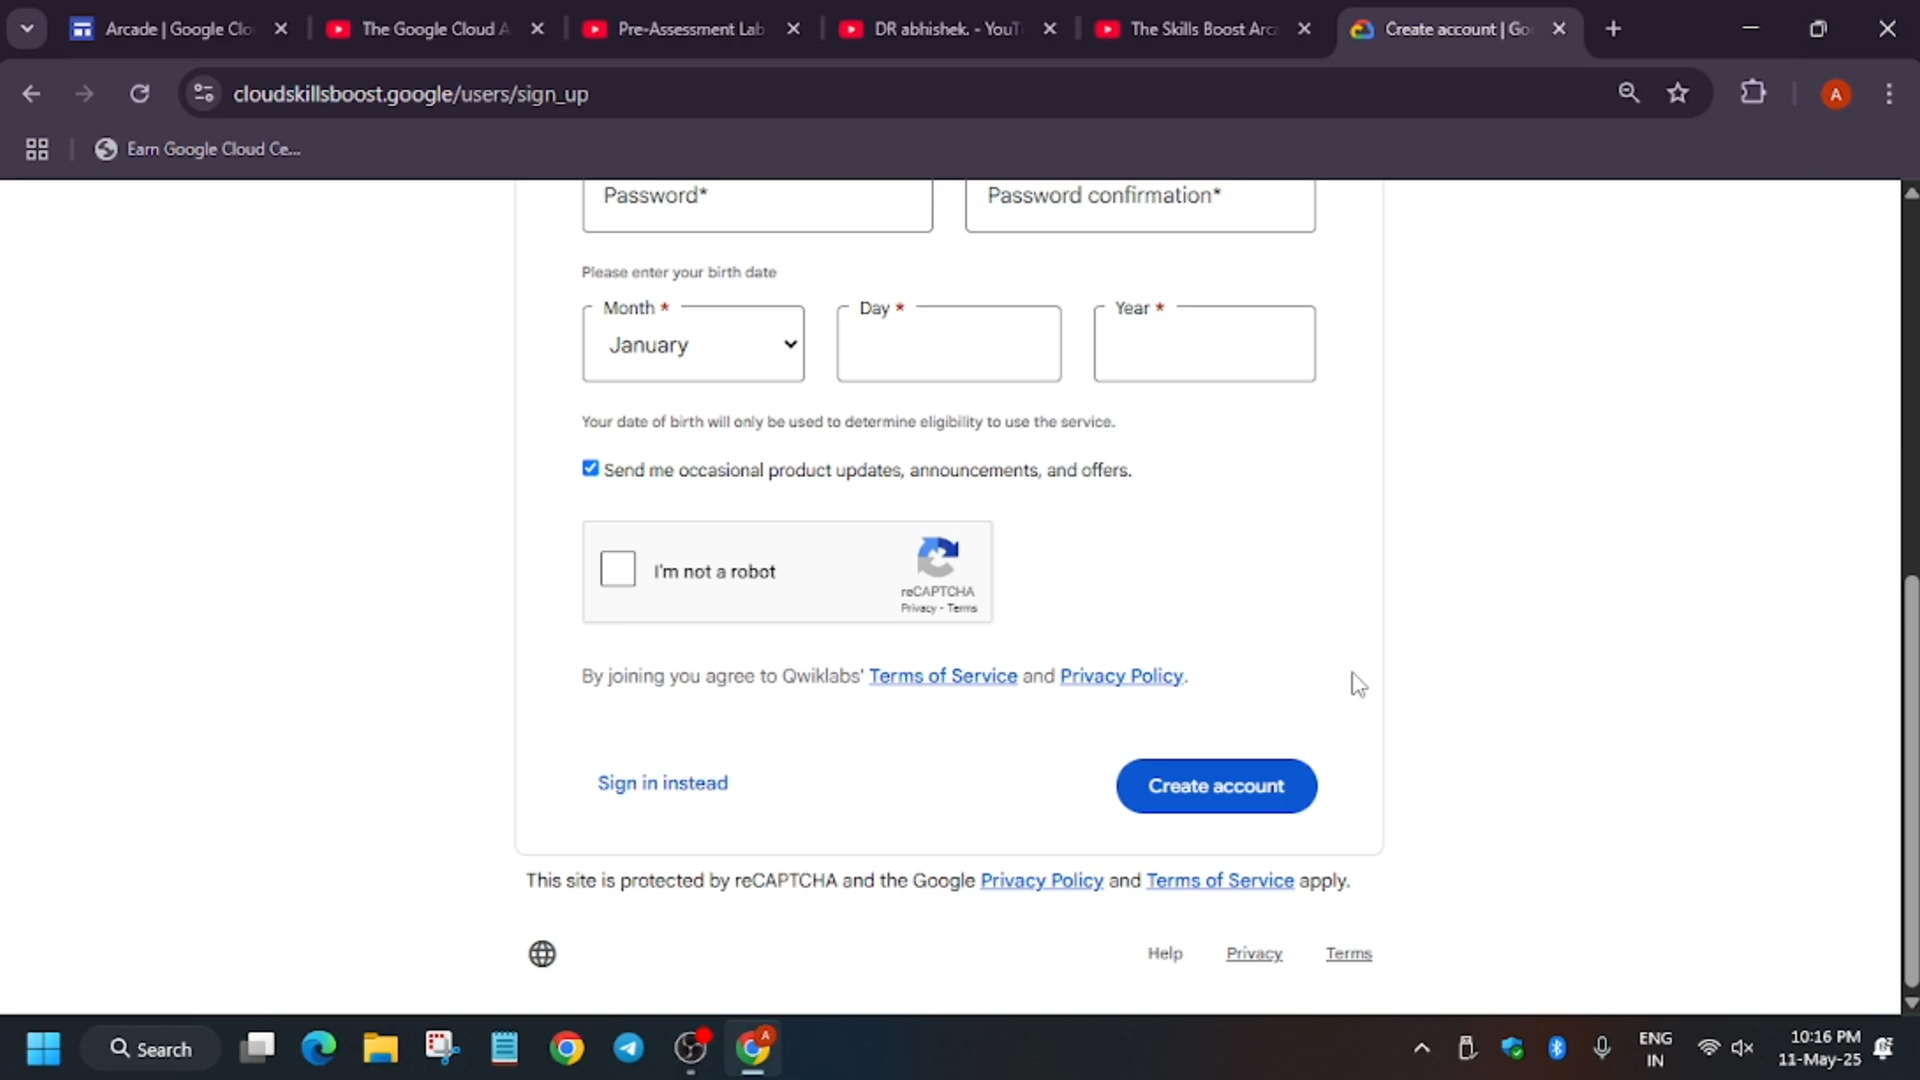 Arcade | Google Clo
The Google Cloud A
Pre-Assessment Lab
DR abhishek. - YouT
The Skills Boost Arc
Create account | Go
cloudskillsboost.google/users/sign_up
A
Earn Google Cloud Ce...
Password*
Password confirmation*
Please enter your birth date
Month *
Day *
Year *
January
Your date of birth will only be used to determine eligibility to use the service.
Send me occasional product updates, announcements, and offers.
I'm not a robot
reCAPTCHA
Privacy - Terms
By joining you agree to Qwiklabs' Terms of Service and Privacy Policy.
Sign in instead
Create account
This site is protected by reCAPTCHA and the Google Privacy Policy and Terms of Service apply.
Help
Privacy
Terms
Search
A
ENG
IN
10:16 PM
11-May-25